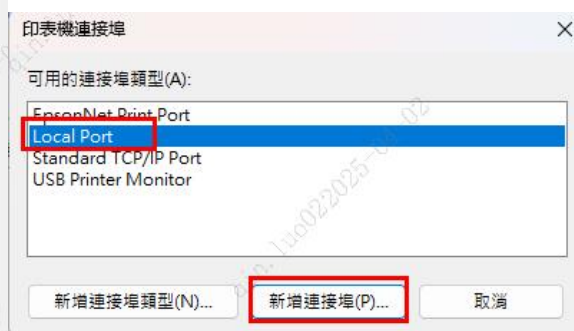 印表機連接埠
可用的連接埠類型(A):
EpsonNet Print Port
Local Port
Standard TCP/IP Port
USB Printer Monitor
新增連接埠類型(N)...
新增連接埠(P)...
取消